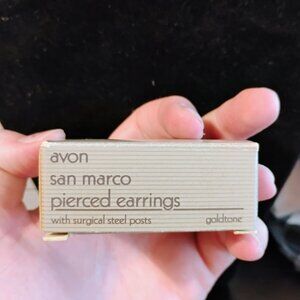 avon
san marco
pierced earrings
with surgical steel posts goldtone